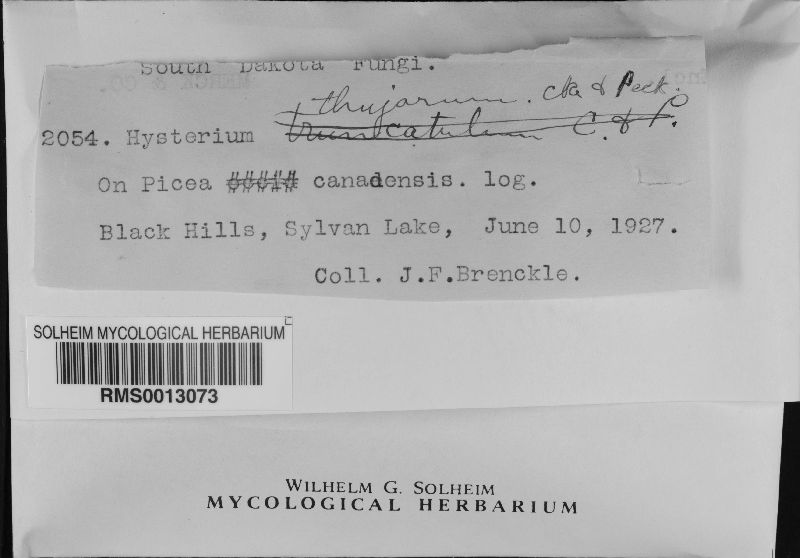 South Dakota Fungi.
thujarum. Cke & Peck.
2054. Hysterium truncatulum C. & P.
On Picea ##### canadensis. log.
Black Hills, Sylvan Lake, June 10, 1927.
Coll. J.F.Brenckle.
SOLHEIM MYCOLOGICAL HERBARIUM
RMS0013073
WILHELM G. SOLHEIM
MYCOLOGICAL HERBARIUM